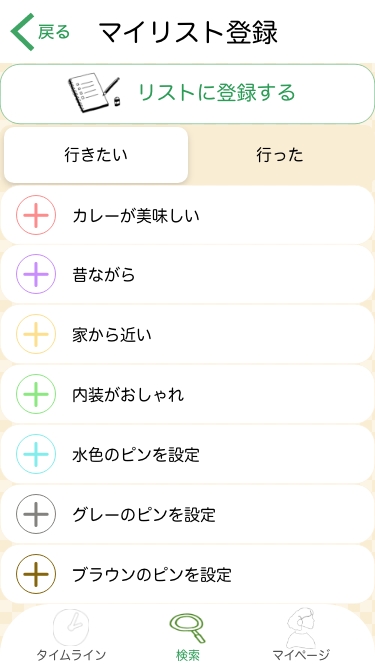 戻る
マイリスト登録
リストに登録する
行きたい
行った
カレーが美味しい
昔ながら
家から近い
内装がおしゃれ
水色のピンを設定
グレーのピンを設定
ブラウンのピンを設定
タイムライン
検索
マイページ